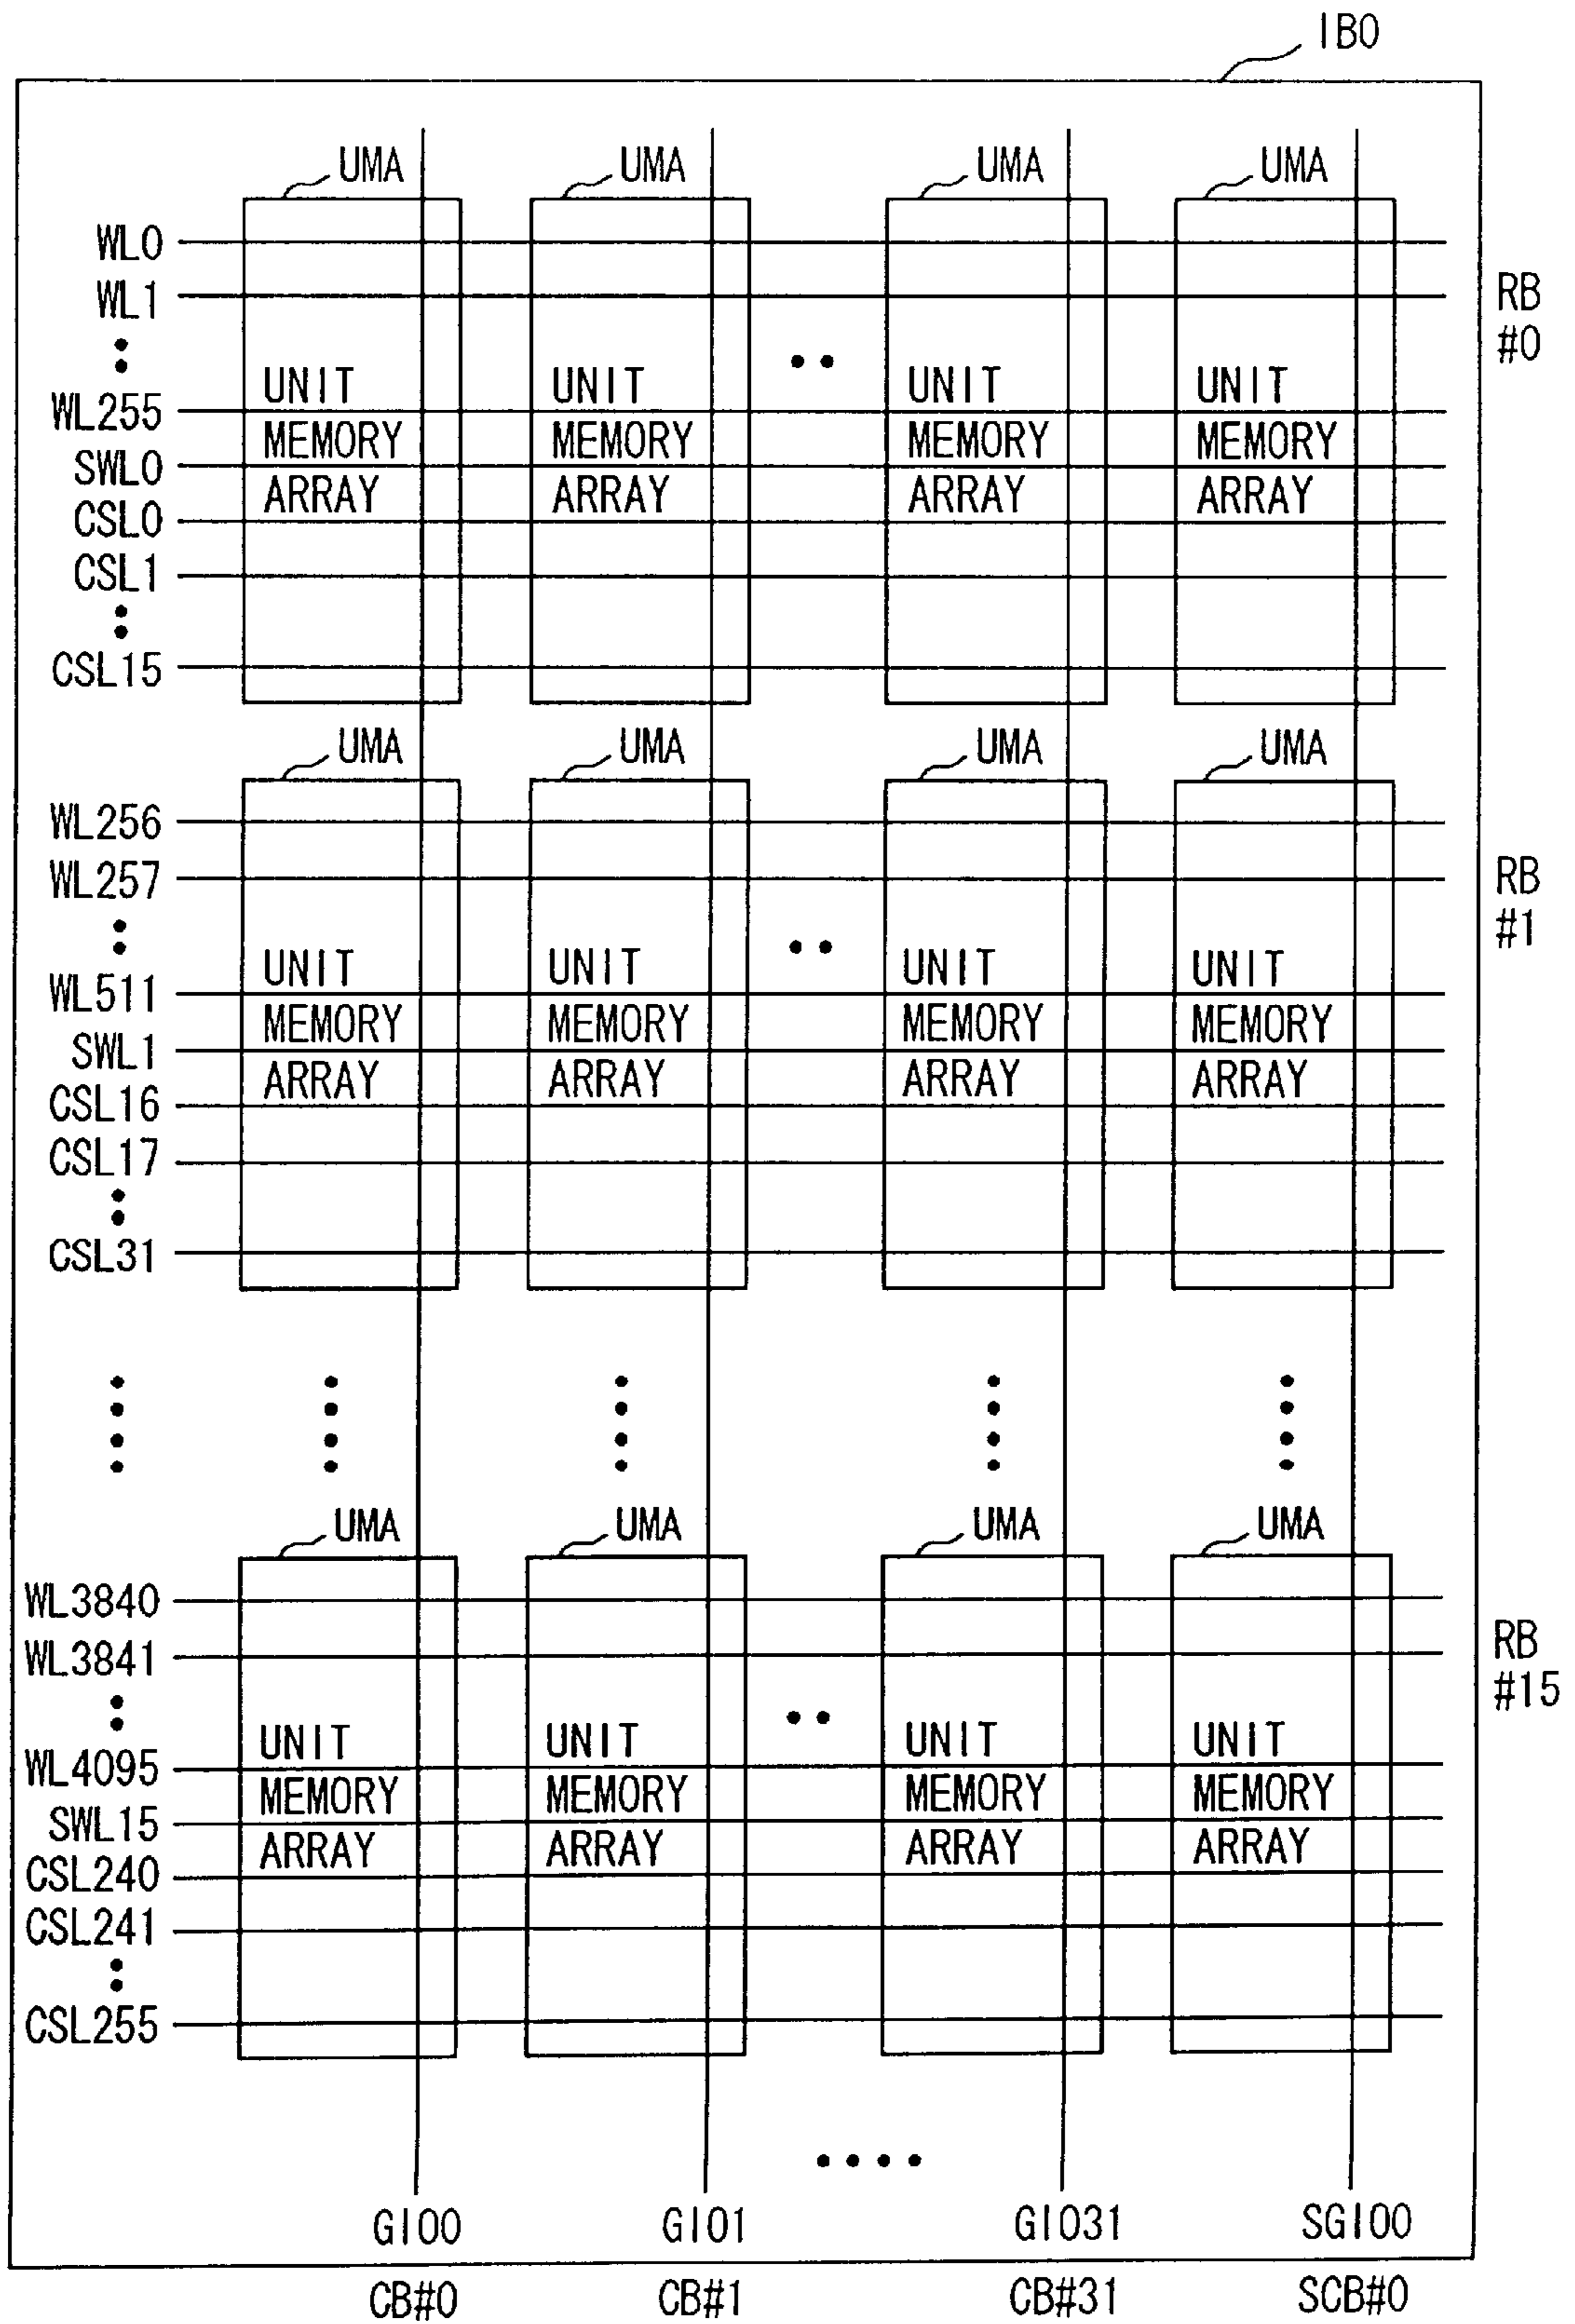 IB0
UMA UMA UMA UMA
WL0
WL1
RB #0
UNIT MEMORY ARRAY
UNIT MEMORY ARRAY
UNIT MEMORY ARRAY
UNIT MEMORY ARRAY
WL255
SWL0
CSL0
CSL1
CSL15
UMA UMA UMA UMA
WL256
WL257
RB #1
UNIT MEMORY ARRAY
UNIT MEMORY ARRAY
UNIT MEMORY ARRAY
UNIT MEMORY ARRAY
WL511
SWL1
CSL16
CSL17
CSL31
UMA UMA UMA UMA
WL3840
WL3841
RB #15
UNIT MEMORY ARRAY
UNIT MEMORY ARRAY
UNIT MEMORY ARRAY
UNIT MEMORY ARRAY
WL4095
SWL15
CSL240
CSL241
CSL255
GIO0 GIO1 GIO31 SGIO0
CB#0 CB#1 CB#31 SCB#0